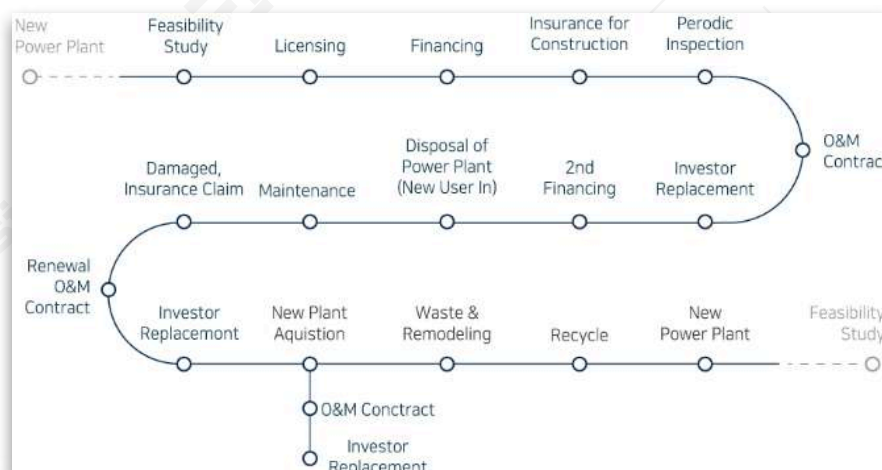 New
Power Plant
Feasibility
Study
Licensing
Financing
Insurance for
Construction
Perodic
Inspection
O&M
Contrac
Damaged,
Insurance Claim
Maintenance
Disposal of
Power Plant
(New User In)
2nd
Financing
Investor
Replacement
Renewal
O&M
Contract
Investor
Replacemont
New Plant
Aquistion
Waste &
Remodeling
Recycle
New
Power Plant
Feasibility
Study
O&M Conctract
Investor
Replacement